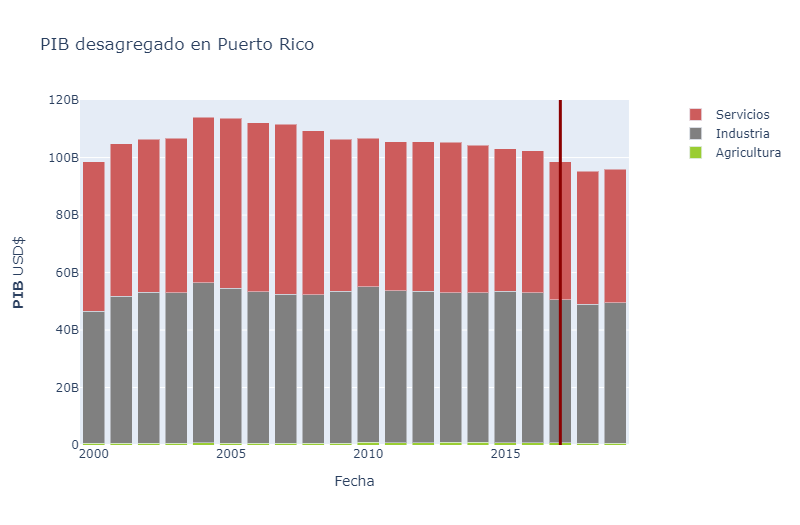 PIB desagregado en Puerto Rico
120B
100B
80B
60B
40B
20B
0
PIB USD$
2000
2005
2010
2015
Fecha
Servicios
Industria
Agricultura